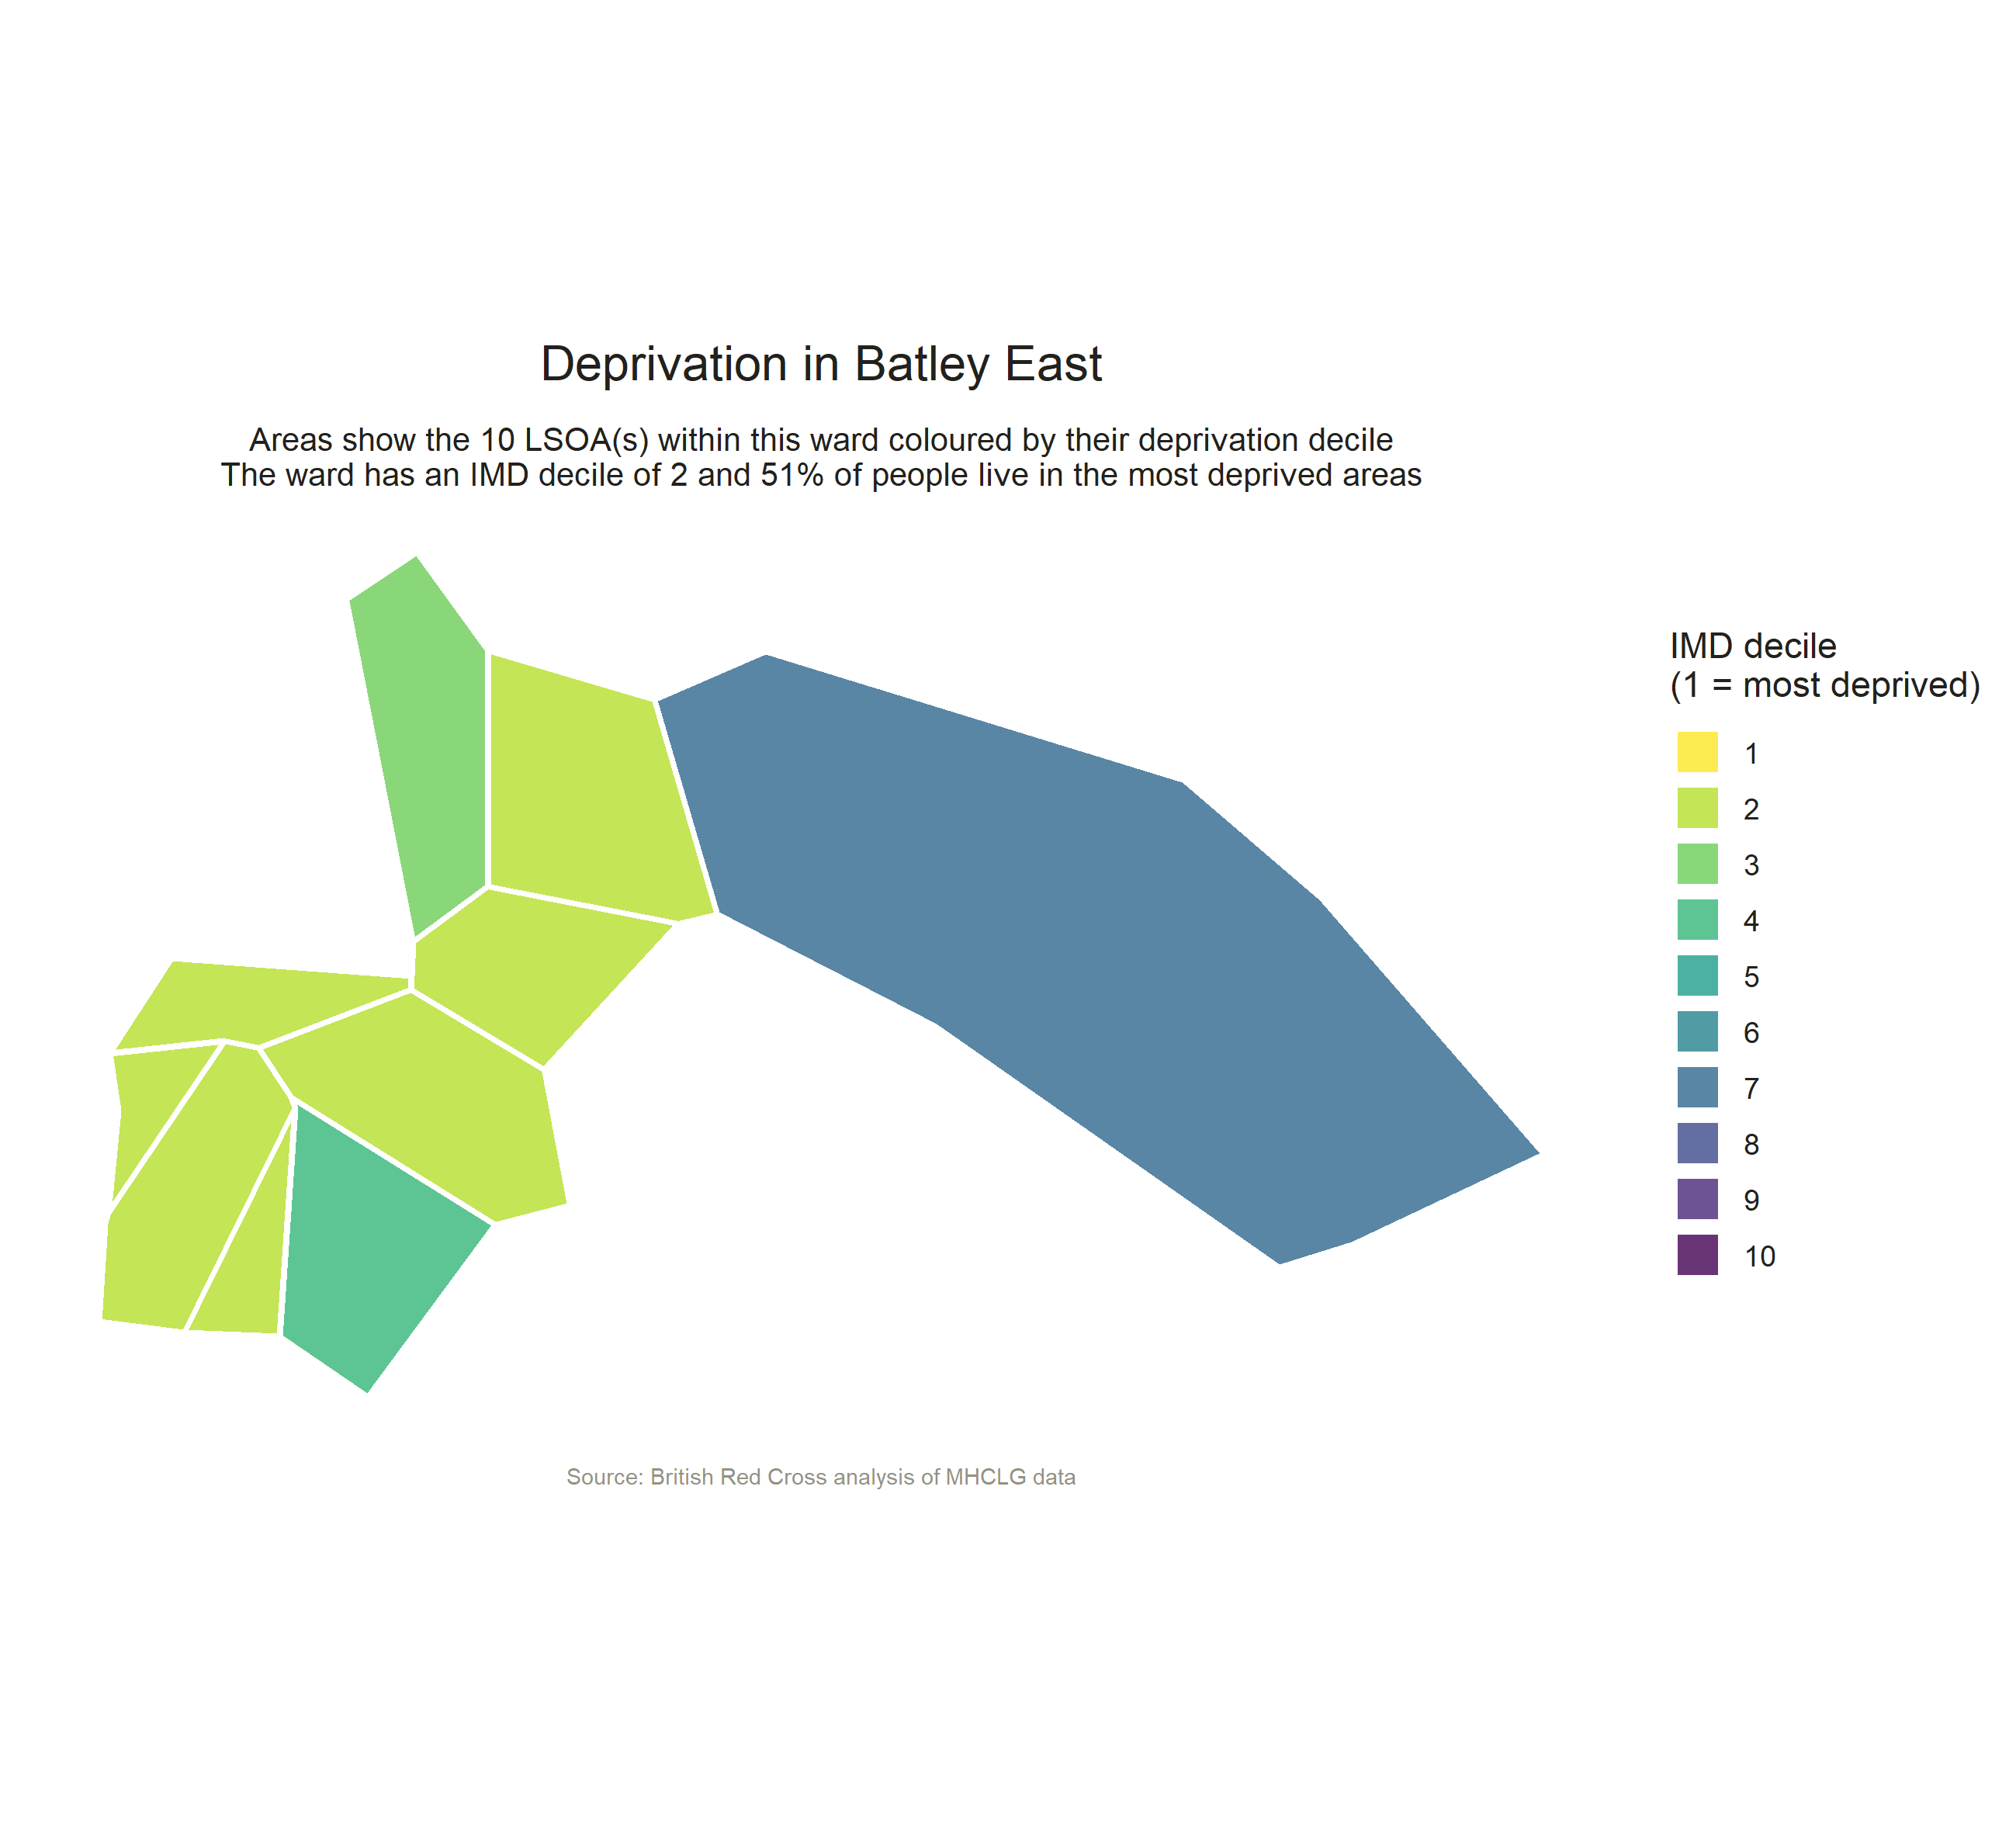 Deprivation in Batley East
Areas show the 10 LSOA(s) within this ward coloured by their deprivation decile
The ward has an IMD decile of 2 and 51% of people live in the most deprived areas
IMD decile
(1 = most deprived)
1
2
3
4
5
6
7
8
9
10
Source: British Red Cross analysis of MHCLG data